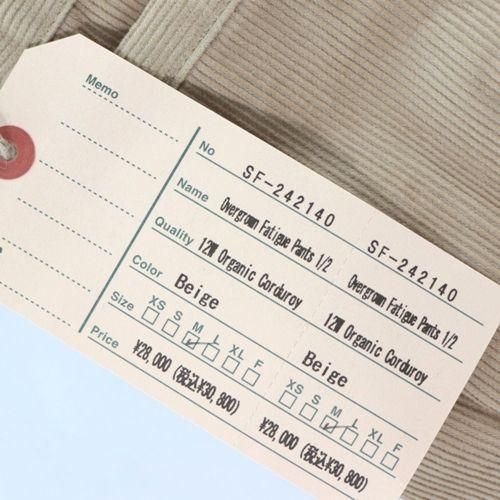 Memo
No SF-242140 SF-242140
Name Overgrown Fatigue Pants 1/2 Overgrown Fatigue Pants 1/2
Quality 12W Organic Corduroy 12W Organic Corduroy
Color Beige Beige
Size XS S M L XL F XS S M L XL F
Price ¥28,000 (税込¥30,800) ¥28,000 (税込¥30,800)